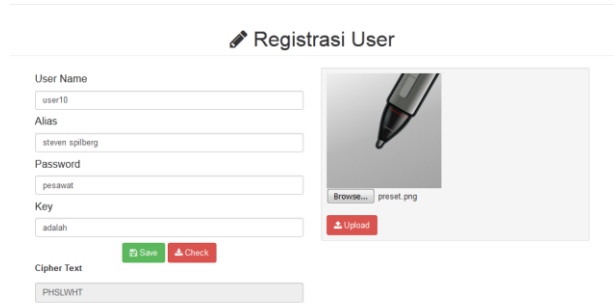 Registrasi User
User Name
user10
Alias
steven spilberg
Password
pesawat
Key
adalah
Save Check
Cipher Text
PHSLWHT
Browse... preset.png
Upload